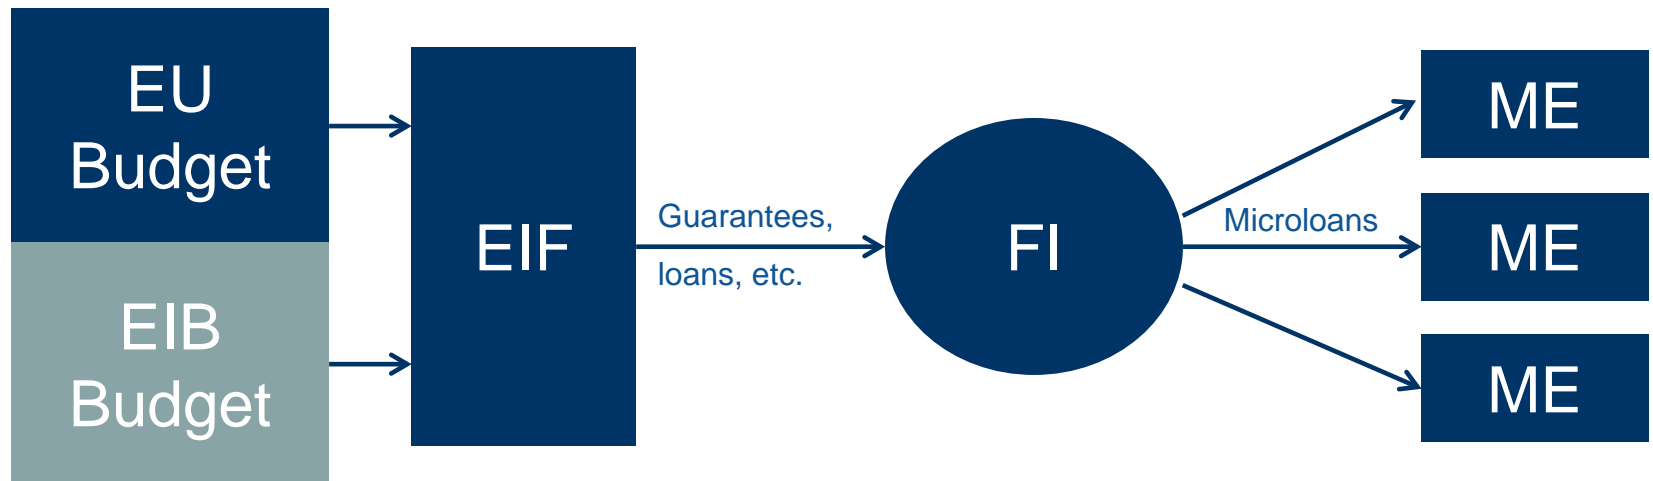 EU
Budget
EIB
Budget
EIF
Guarantees,
loans, etc.
FI
Microloans
ME
ME
ME